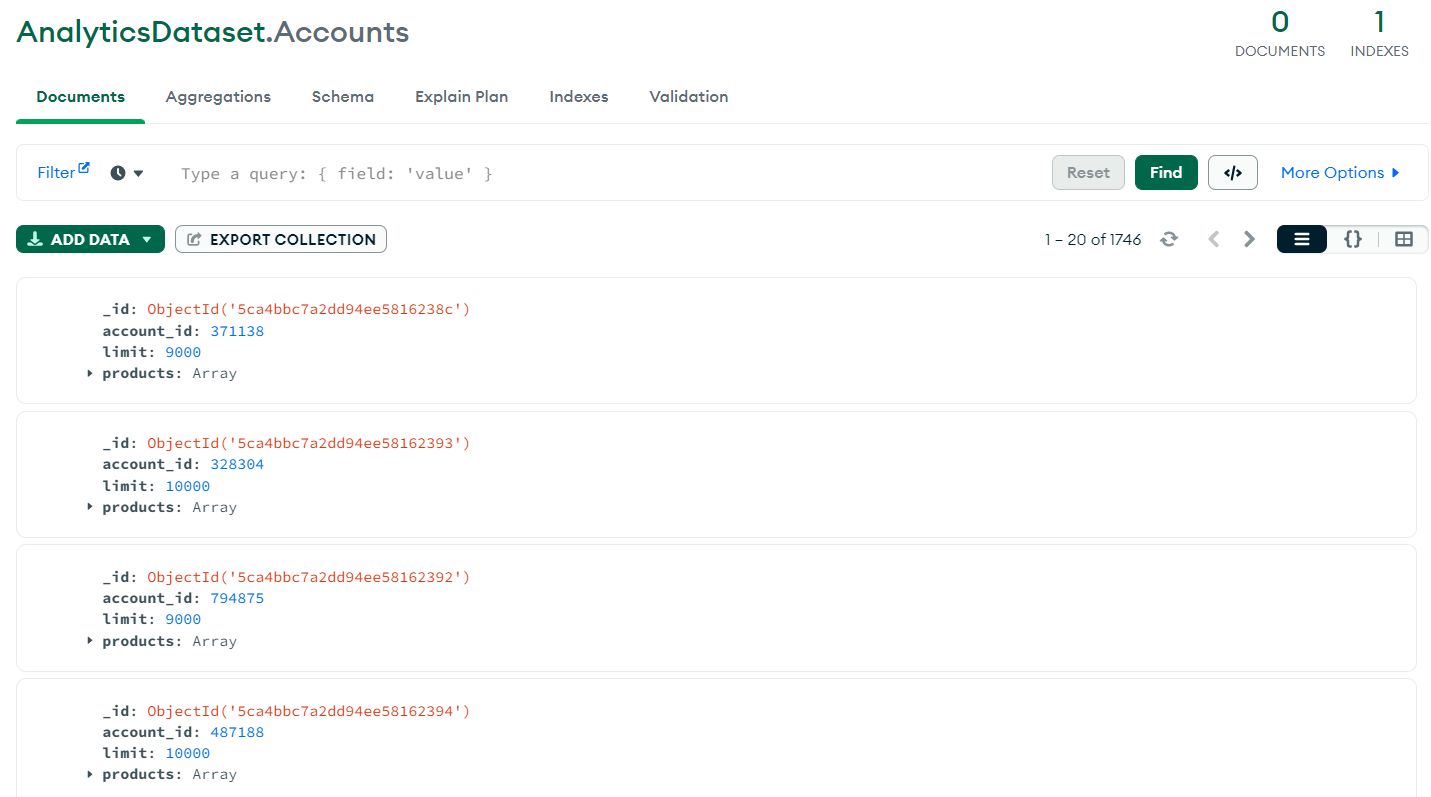 AnalyticsDataset.Accounts
0 1
DOCUMENTS INDEXES
Documents Aggregations Schema Explain Plan Indexes Validation
Filter Type a query: { field: 'value' } Reset Find </> More Options
ADD DATA EXPORT COLLECTION 1 – 20 of 1746 {}
_id: ObjectId('5ca4bbc7a2dd94ee5816238c')
account_id: 371138
limit: 9000
products: Array
_id: ObjectId('5ca4bbc7a2dd94ee58162393')
account_id: 328304
limit: 10000
products: Array
_id: ObjectId('5ca4bbc7a2dd94ee58162392')
account_id: 794875
limit: 9000
products: Array
_id: ObjectId('5ca4bbc7a2dd94ee58162394')
account_id: 487188
limit: 10000
products: Array